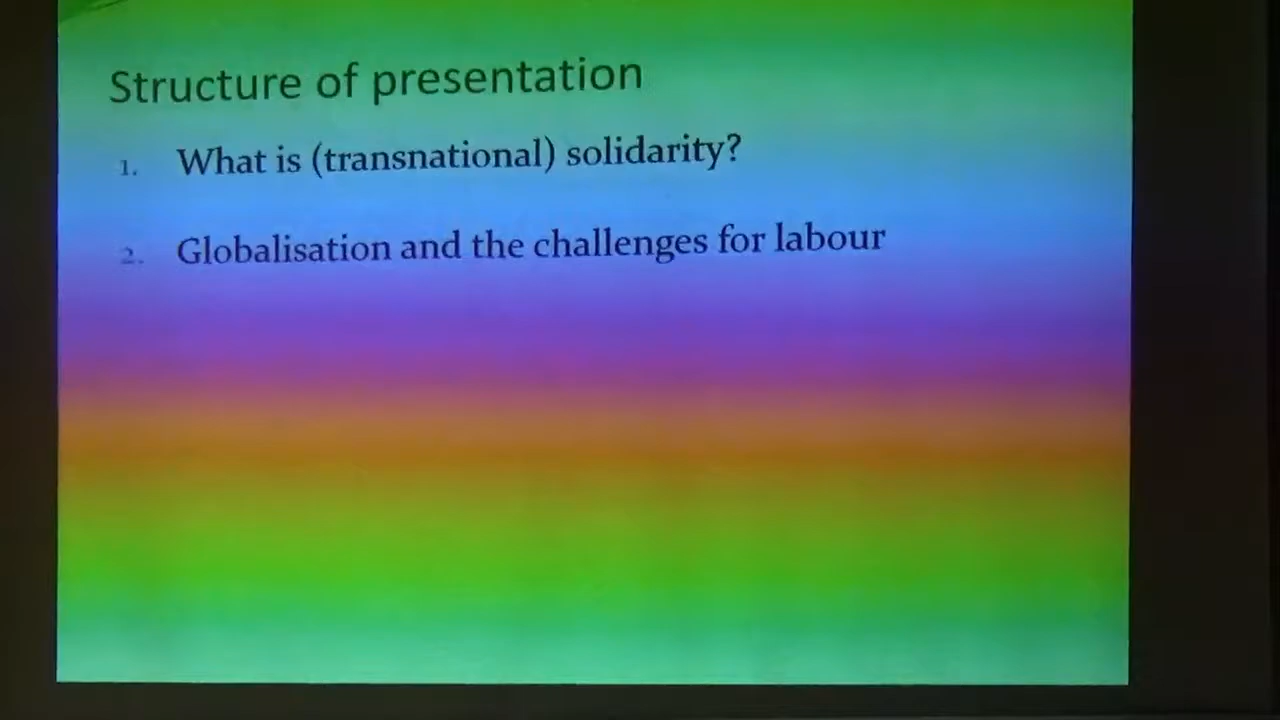 Structure of presentation
1. What is (transnational) solidarity?
2. Globalisation and the challenges for labour